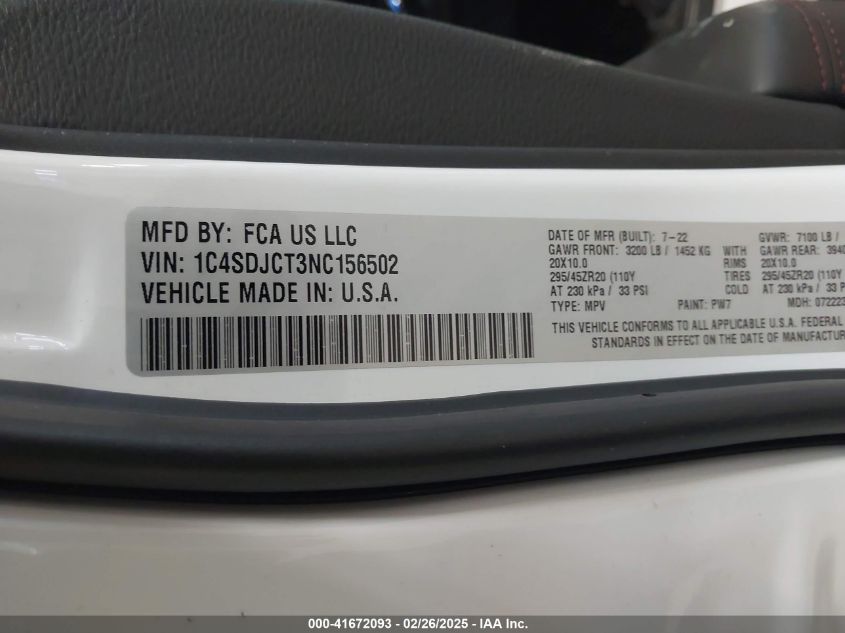 MFD BY: FCA US LLC
VIN: 1C4SDJCT3NC156502
VEHICLE MADE IN: U.S.A.
DATE OF MFR (BUILT): 7-22 GVWR: 7100 LB /
GAWR FRONT: 3200 LB / 1452 KG WITH GAWR REAR: 3940
20X10.0 RIMS 20X10.0
295/45ZR20 (110Y TIRES 295/45ZR20 (110Y
AT 230 kPa / 33 PSI COLD AT 230 kPa / 33 P
TYPE: MPV PAINT: PW7 MDH: 072223
THIS VEHICLE CONFORMS TO ALL APPLICABLE U.S.A. FEDERAL
STANDARDS IN EFFECT ON THE DATE OF MANUFACTUR
000-41672093 - 02/26/2025 - IAA Inc.